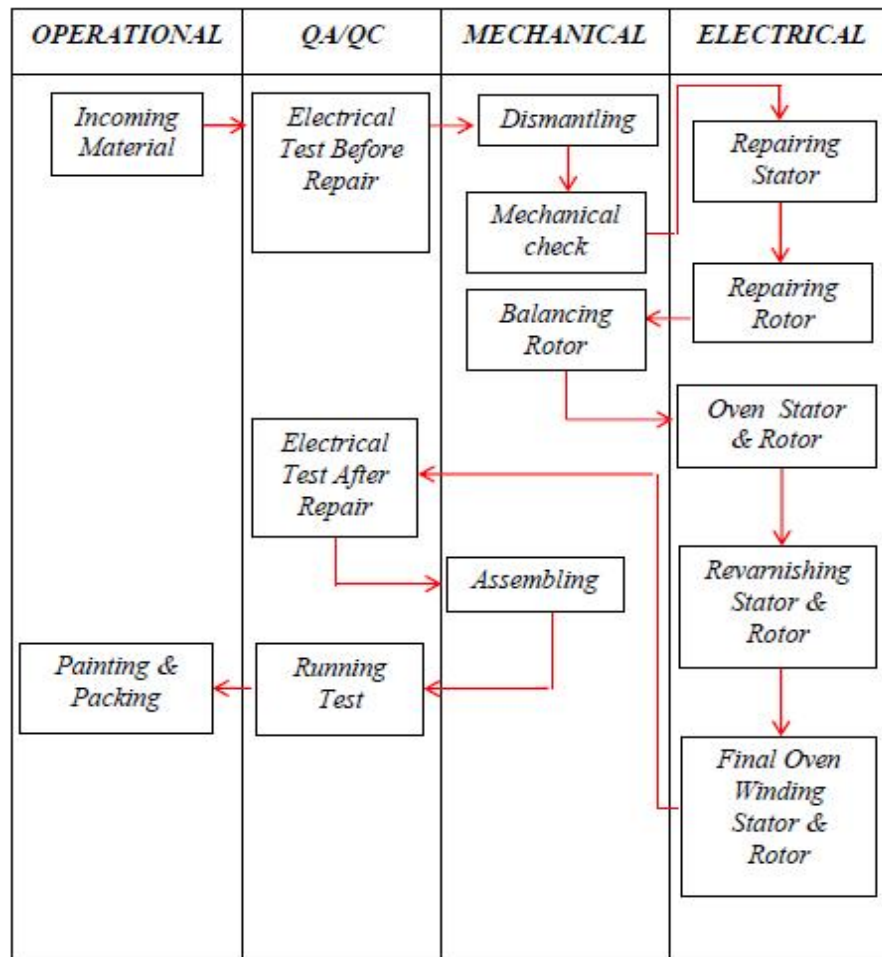 OPERATIONAL
QA/QC
MECHANICAL
ELECTRICAL
Incoming
Material
Electrical
Test Before
Repair
Dismantling
Mechanical
check
Repairing
Stator
Repairing
Rotor
Balancing
Rotor
Oven Stator
& Rotor
Revarnishing
Stator &
Rotor
Final Oven
Winding
Stator &
Rotor
Electrical
Test After
Repair
Assembling
Running
Test
Painting &
Packing